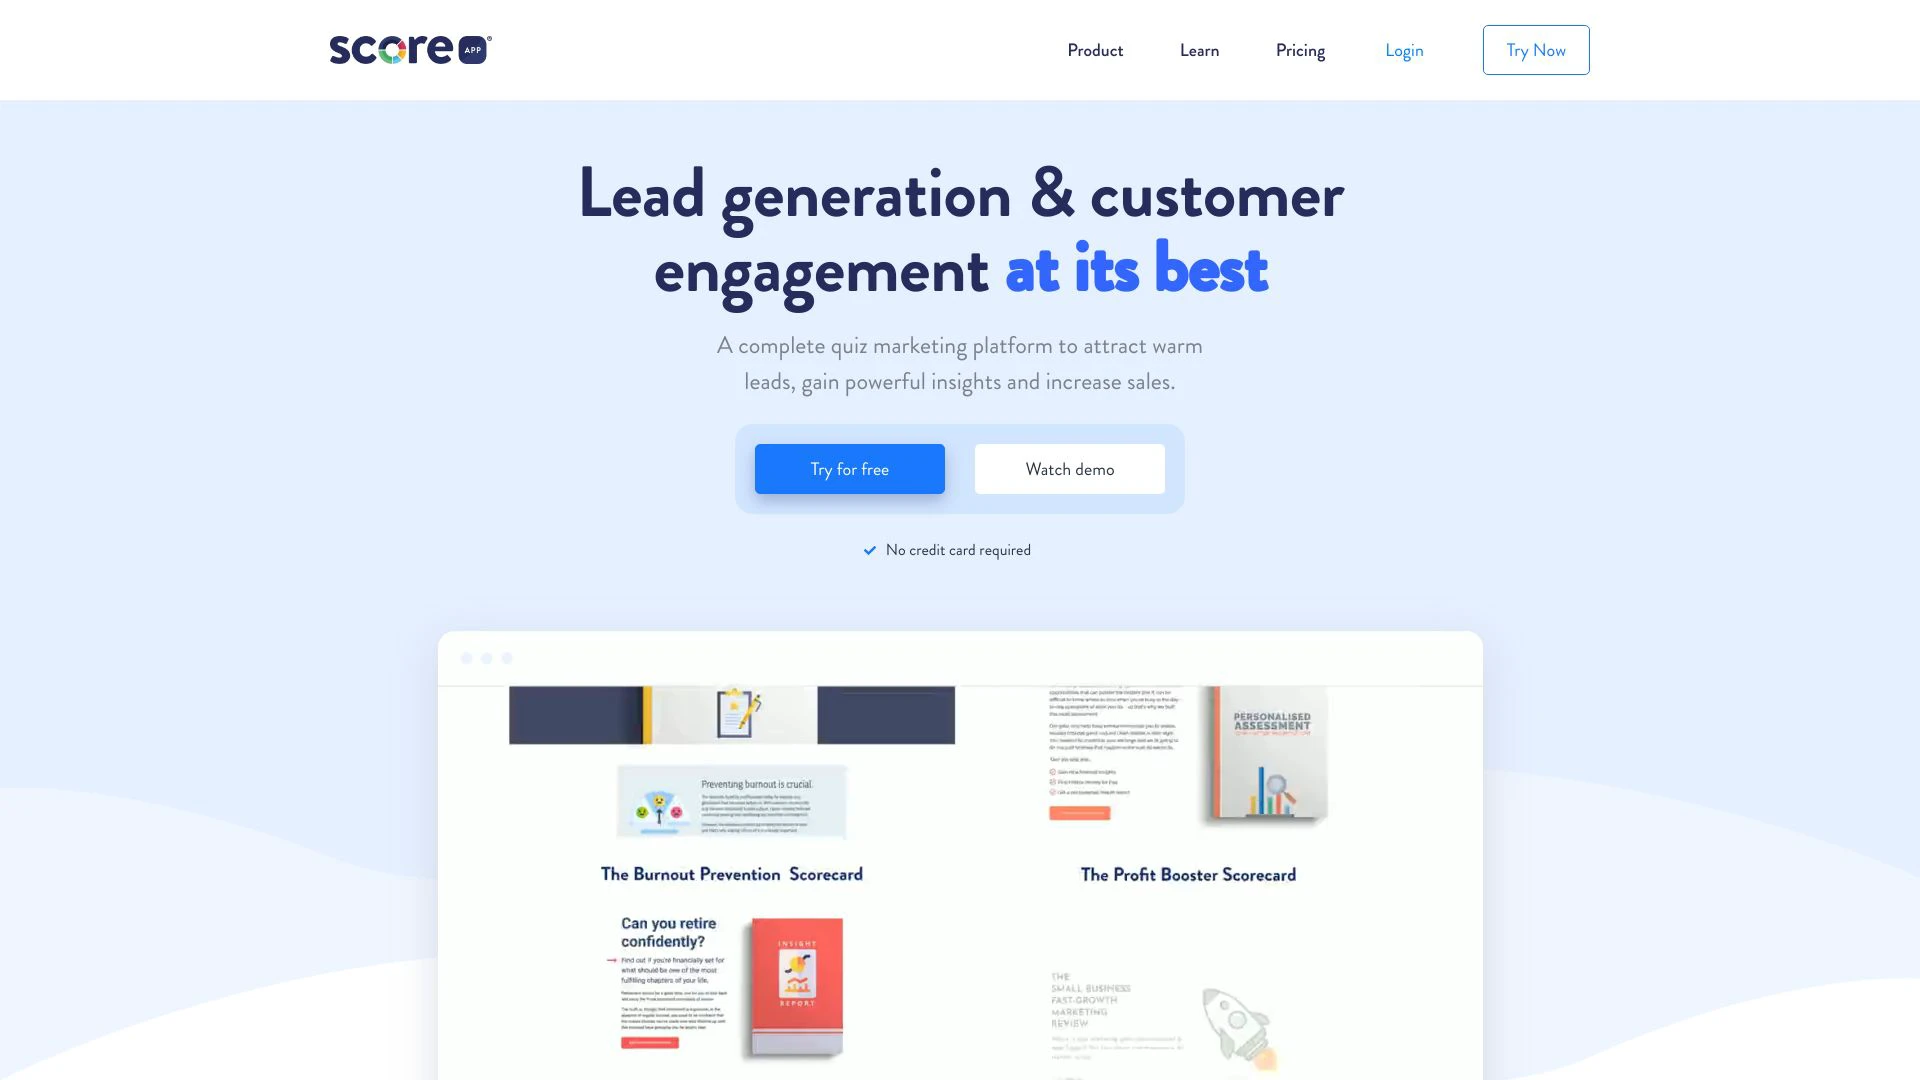 score APP®
Product
Learn
Pricing
Login
Try Now
Lead generation & customer
engagement at its best
A complete quiz marketing platform to attract warm
leads, gain powerful insights and increase sales.
Try for free
Watch demo
No credit card required
Preventing burnout is crucial.
The Burnout Prevention Scorecard
PERSONALISED
ASSESSMENT
The Profit Booster Scorecard
Can you retire
confidently?
Find out if you're financially set for
what should be one of the most
fulfilling chapters of your life.
INSIGHT
REPORT
THE
SMALL BUSINESS
FAST-GROWTH
MARKETING
REVIEW